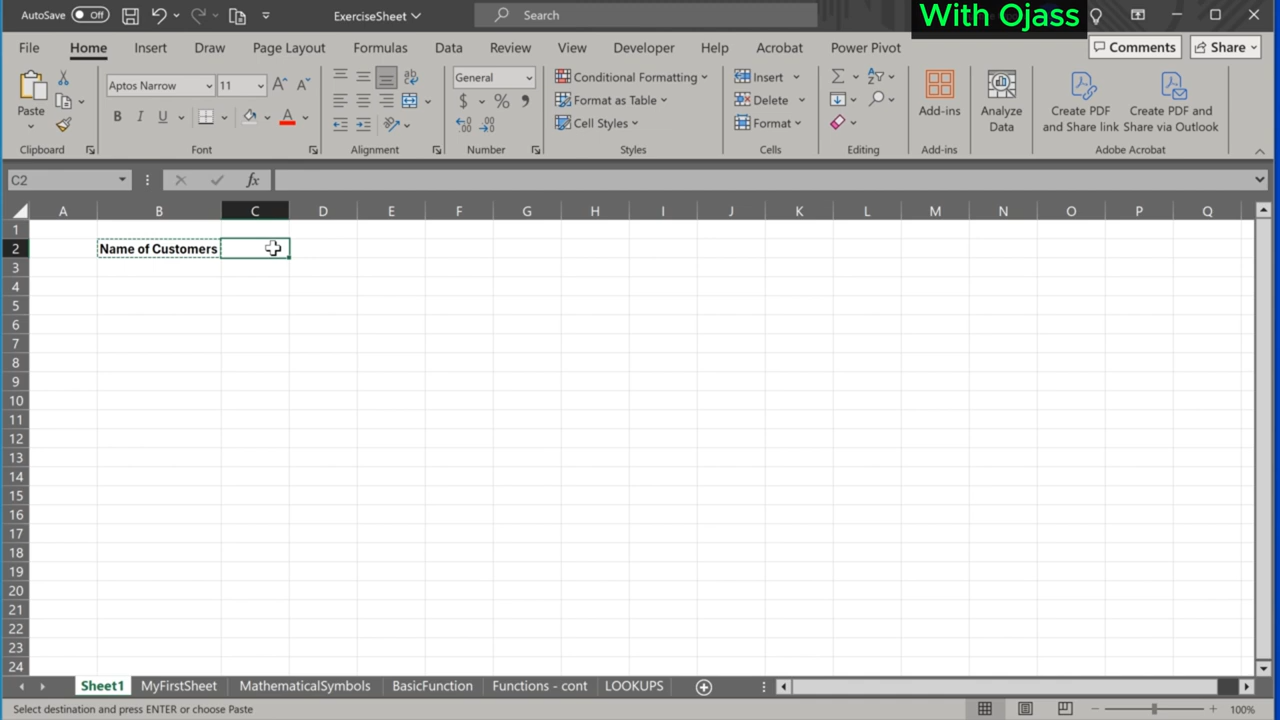 AutoSave Off ExerciseSheet Search With Ojass
File Home Insert Draw Page Layout Formulas Data Review View Developer Help Acrobat Power Pivot Comments Share
Paste Aptos Narrow 11 General Conditional Formatting Insert Add-ins Analyze Data Create PDF and Share link Create PDF and Share via Outlook
B I U $ % Format as Table Delete
Cell Styles Format
Clipboard Font Alignment Number Styles Cells Editing Add-ins Adobe Acrobat
C2 fx
A B C D E F G H I J K L M N O P Q
1
2 Name of Customers
3
4
5
6
7
8
9
10
11
12
13
14
15
16
17
18
19
20
21
22
23
24
Sheet1 MyFirstSheet MathematicalSymbols BasicFunction Functions - cont LOOKUPS
Select destination and press ENTER or choose Paste 100%